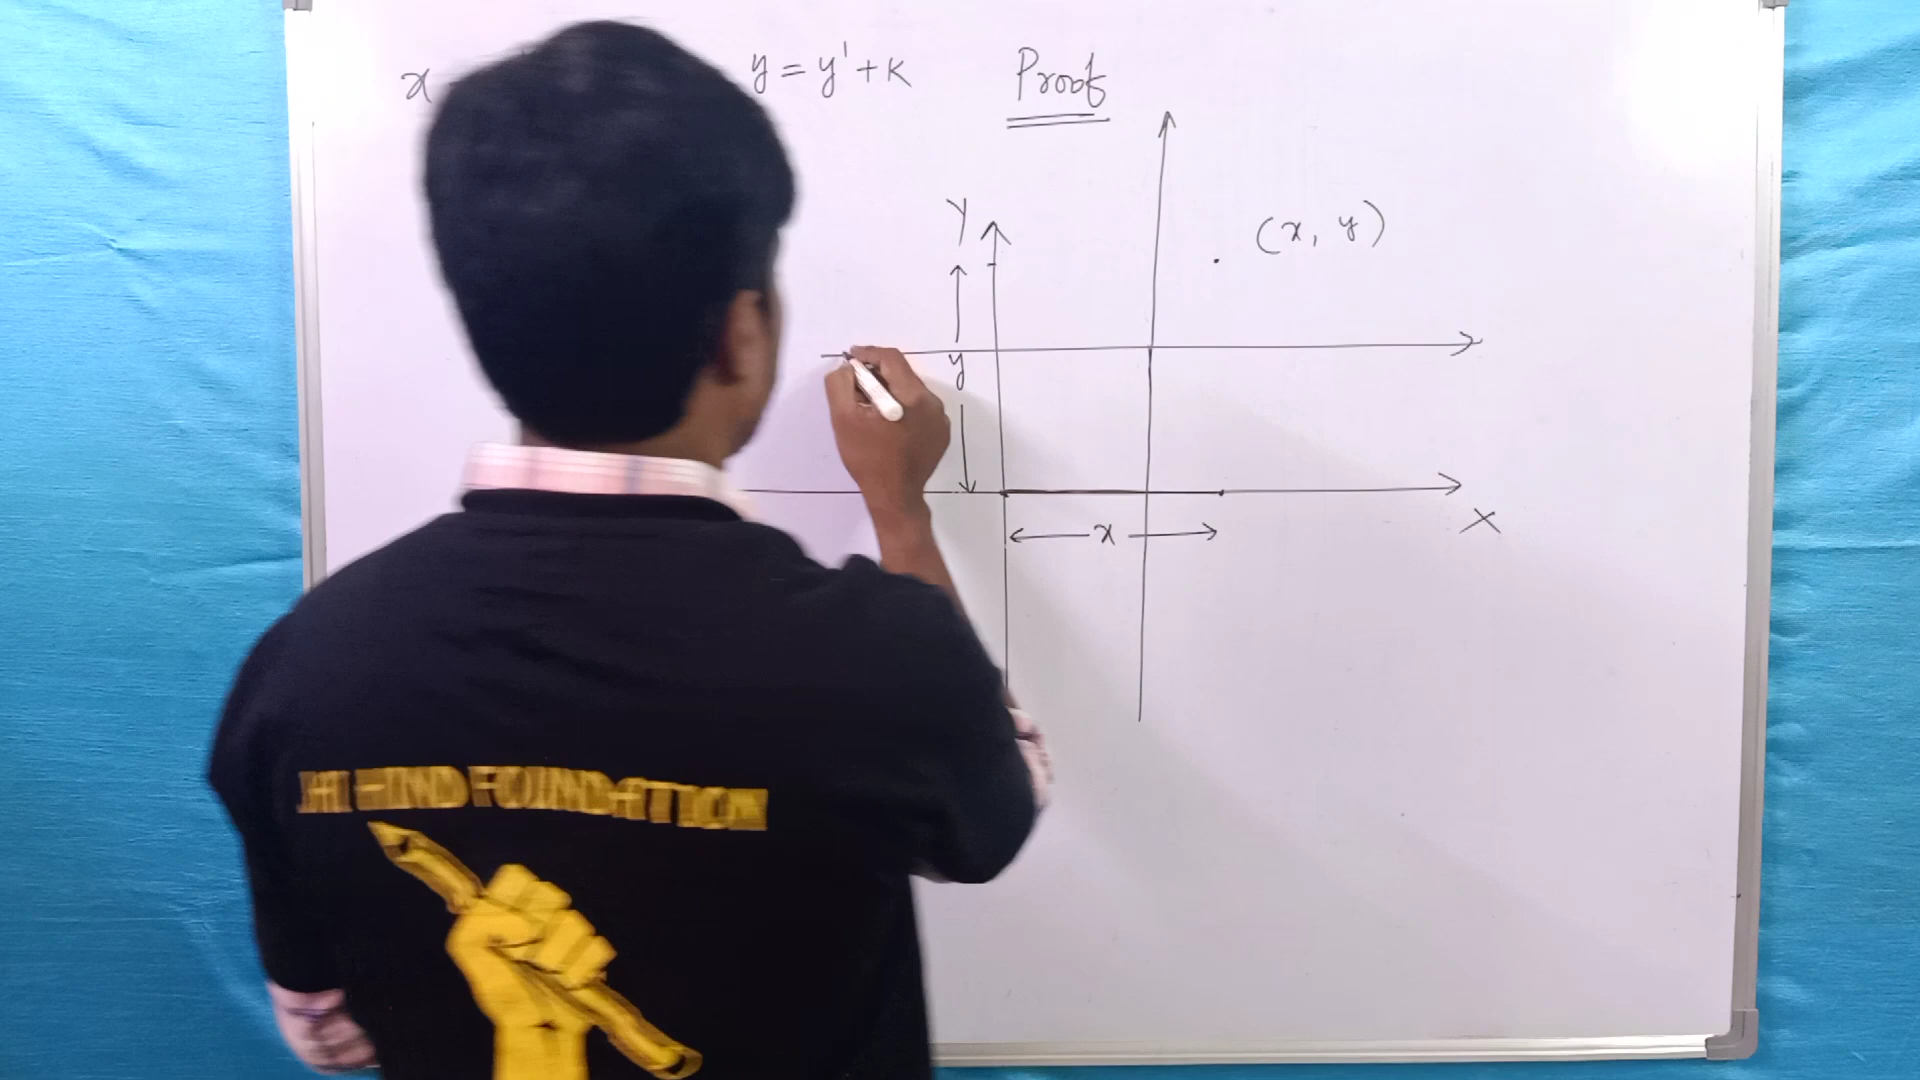 x y = y' + k Proof
Y
(x, y)
y
x
X
JAI HIND FOUNDATION